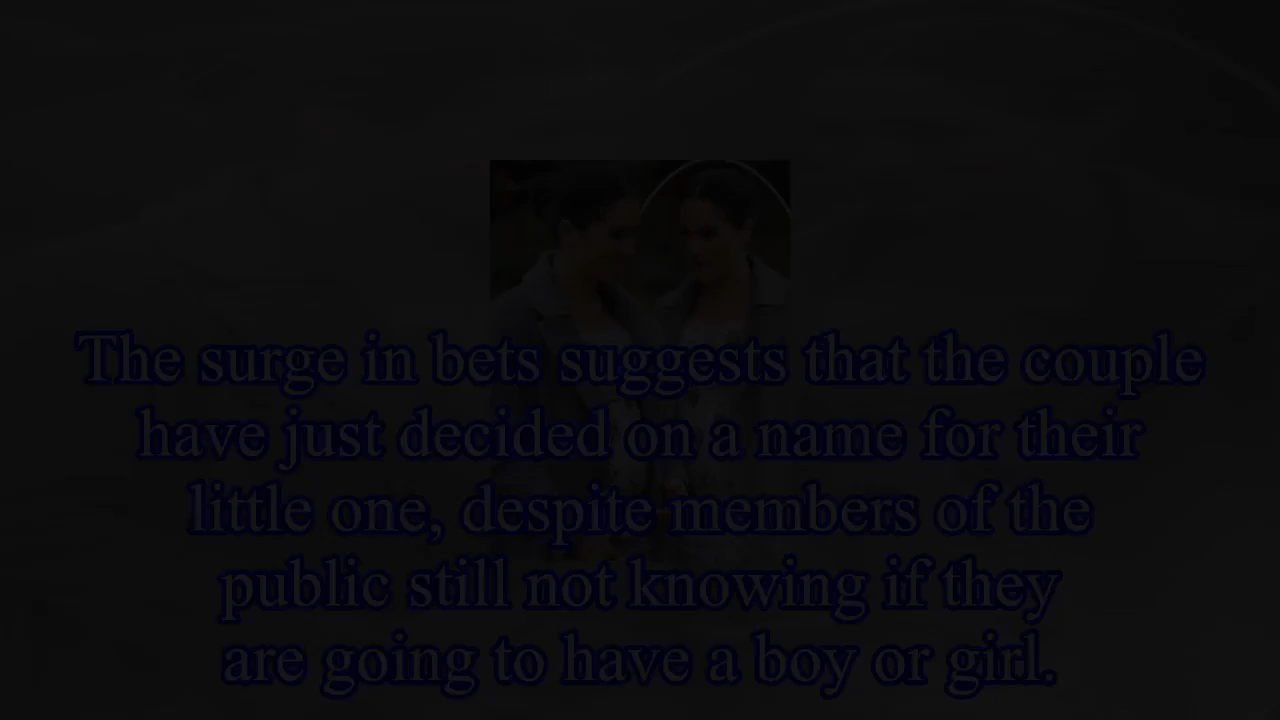 The surge in bets suggests that the couple
have just decided on a name for their
little one, despite members of the
public still not knowing if they
are going to have a boy or girl.